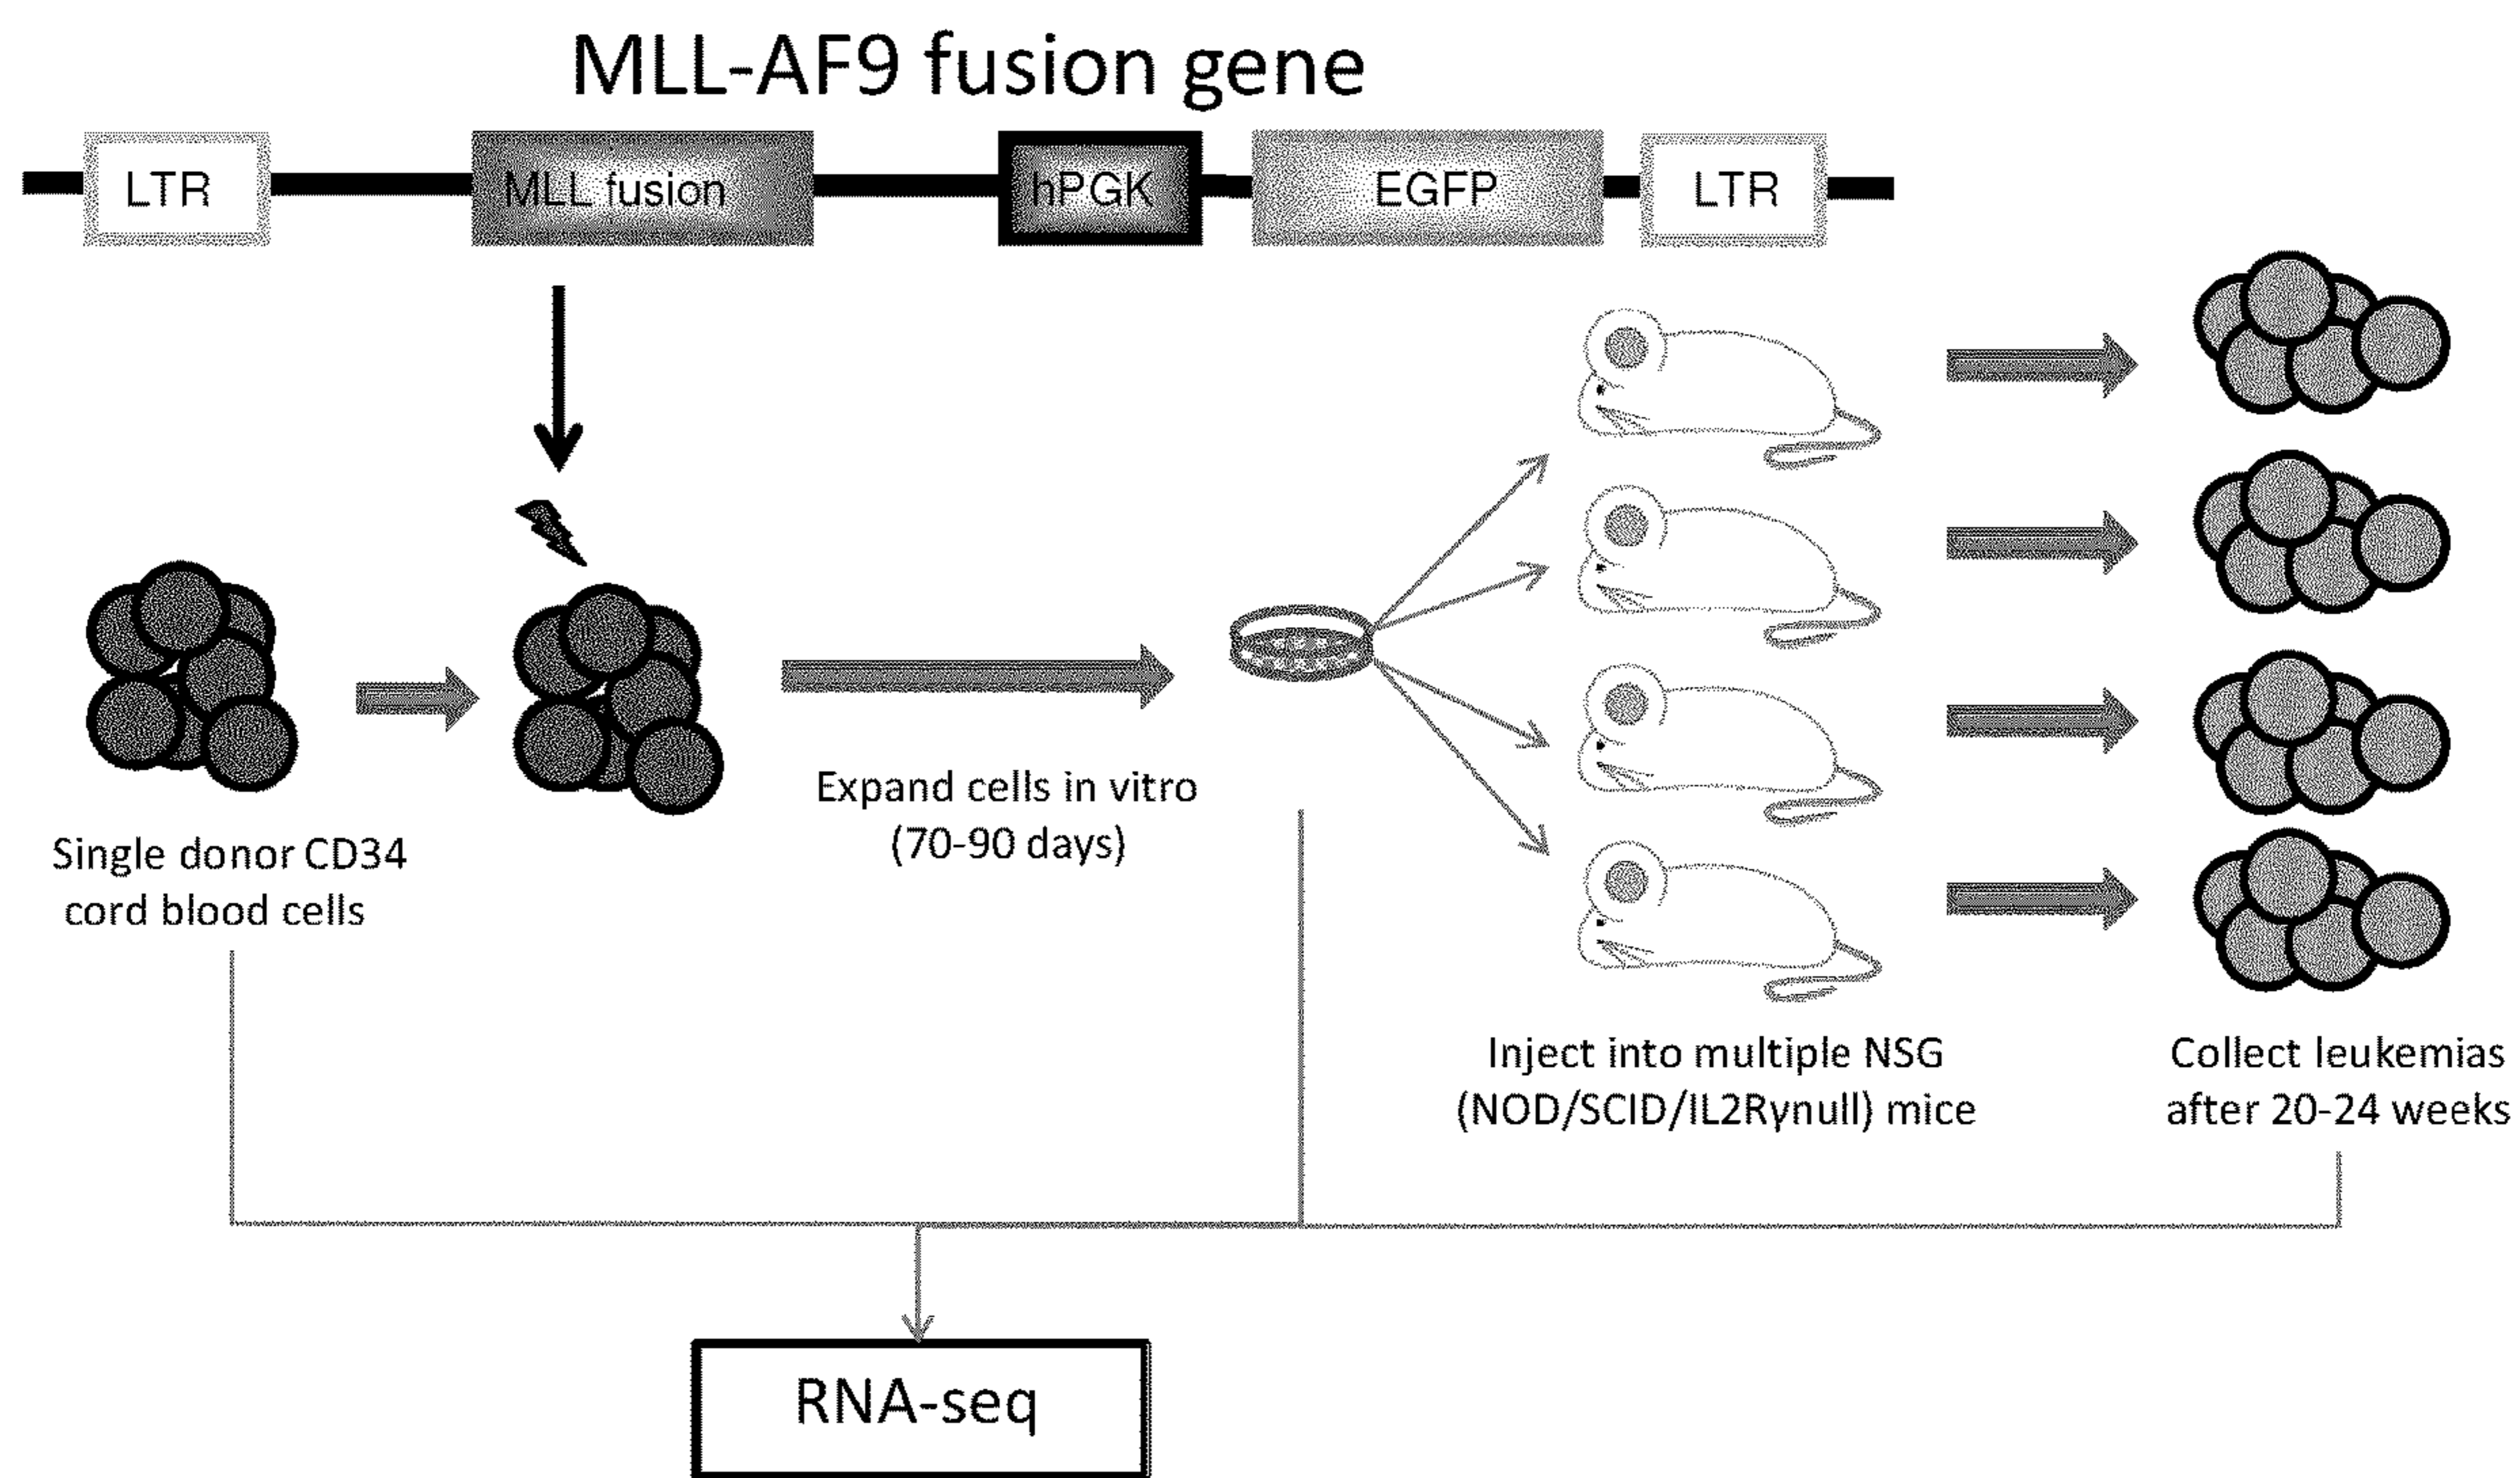 MLL-AF9 fusion gene
LTR
MLL fusion
hPGK
EGFP
LTR
Single donor CD34
cord blood cells
Expand cells in vitro
(70-90 days)
Inject into multiple NSG
(NOD/SCID/IL2Rγnull) mice
Collect leukemias
after 20-24 weeks
RNA-seq